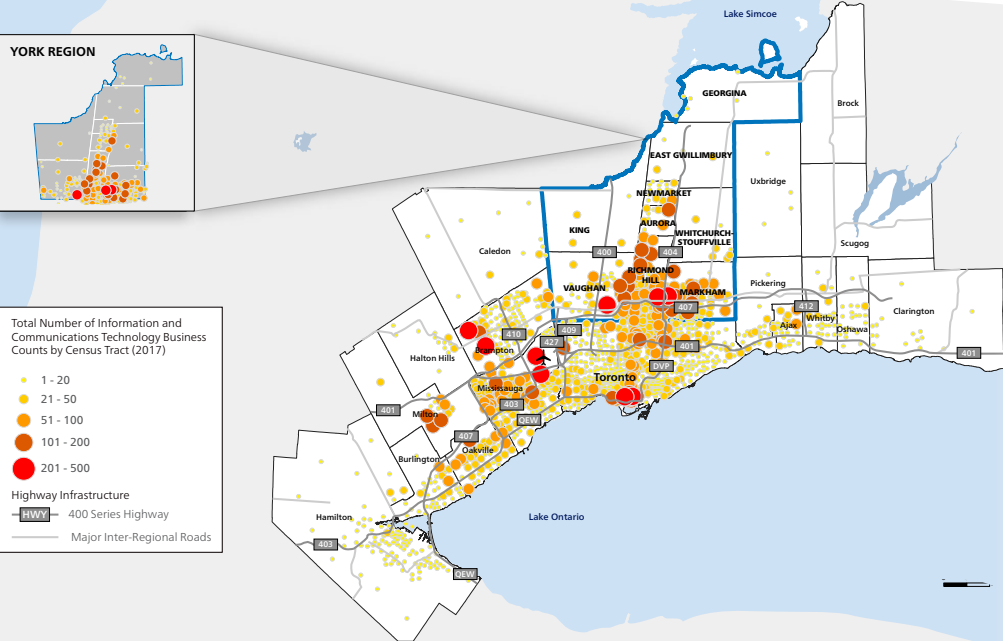 Lake Simcoe
YORK REGION
GEORGINA
Brock
EAST GWILLIMBURY
Uxbridge
NEWMARKET
AURORA
KING
WHITCHURCH-
STOUFFVILLE
Scugog
Caledon
400
404
RICHMOND
HILL
VAUGHAN
MARKHAM
Pickering
407
412
Whitby
Ajax
Oshawa
Clarington
Total Number of Information and
Communications Technology Business
Counts by Census Tract (2017)
1 - 20
21 - 50
51 - 100
101 - 200
201 - 500
Highway Infrastructure
HWY
400 Series Highway
Major Inter-Regional Roads
409
410
427
401
401
Brampton
Halton Hills
DVP
Toronto
Mississauga
403
401
Milton
QEW
407
Oakville
Burlington
Hamilton
Lake Ontario
403
QEW